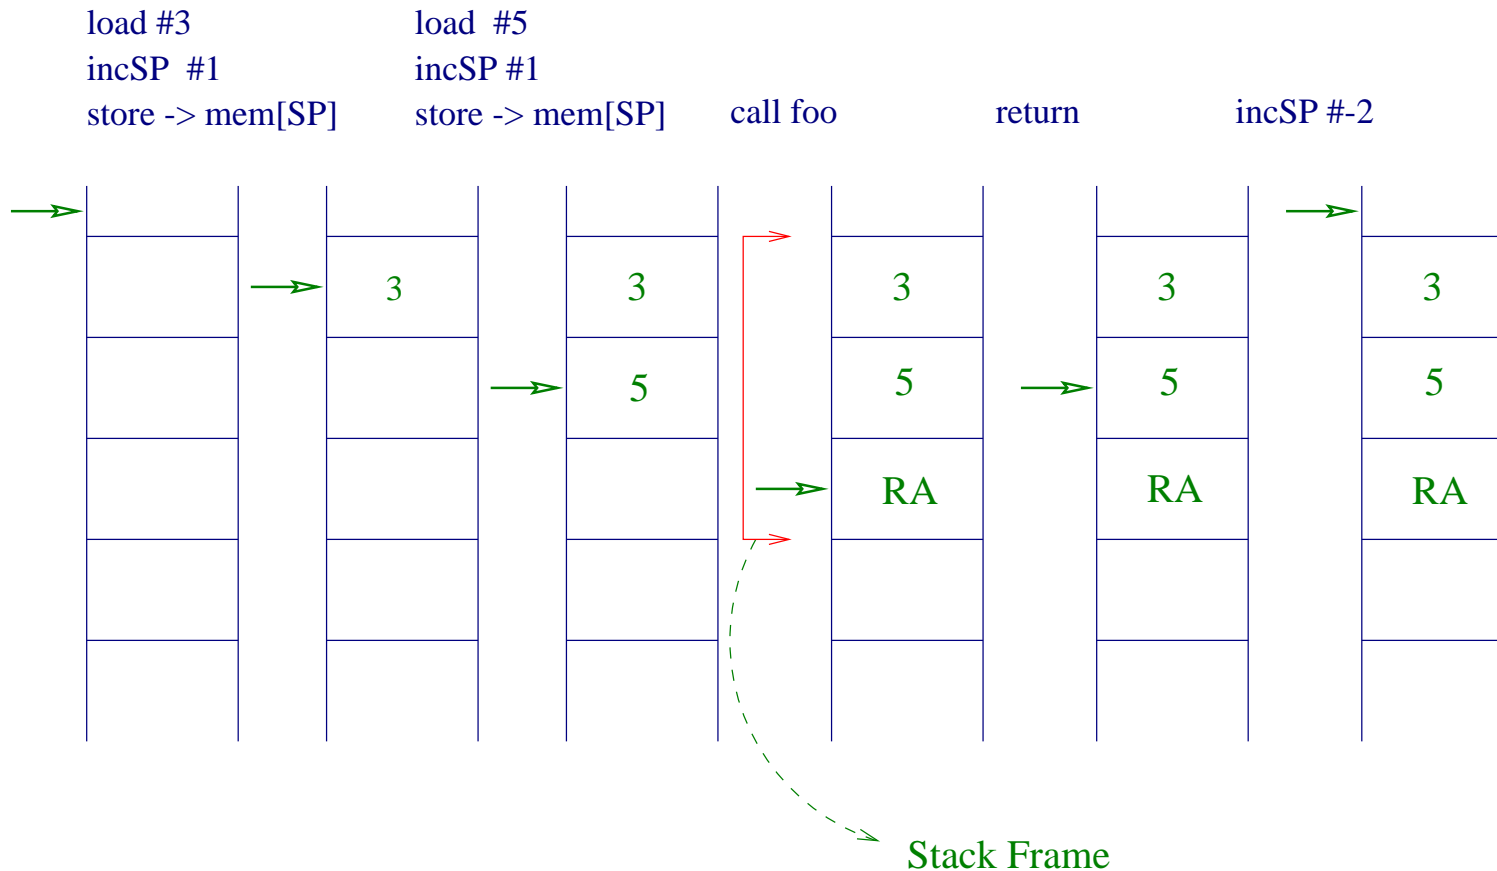 load #3
incSP #1
store -> mem[SP]
load #5
incSP #1
store -> mem[SP]
call foo
return
incSP #-2
3
3
3
3
3
5
5
5
5
RA
RA
RA
Stack Frame